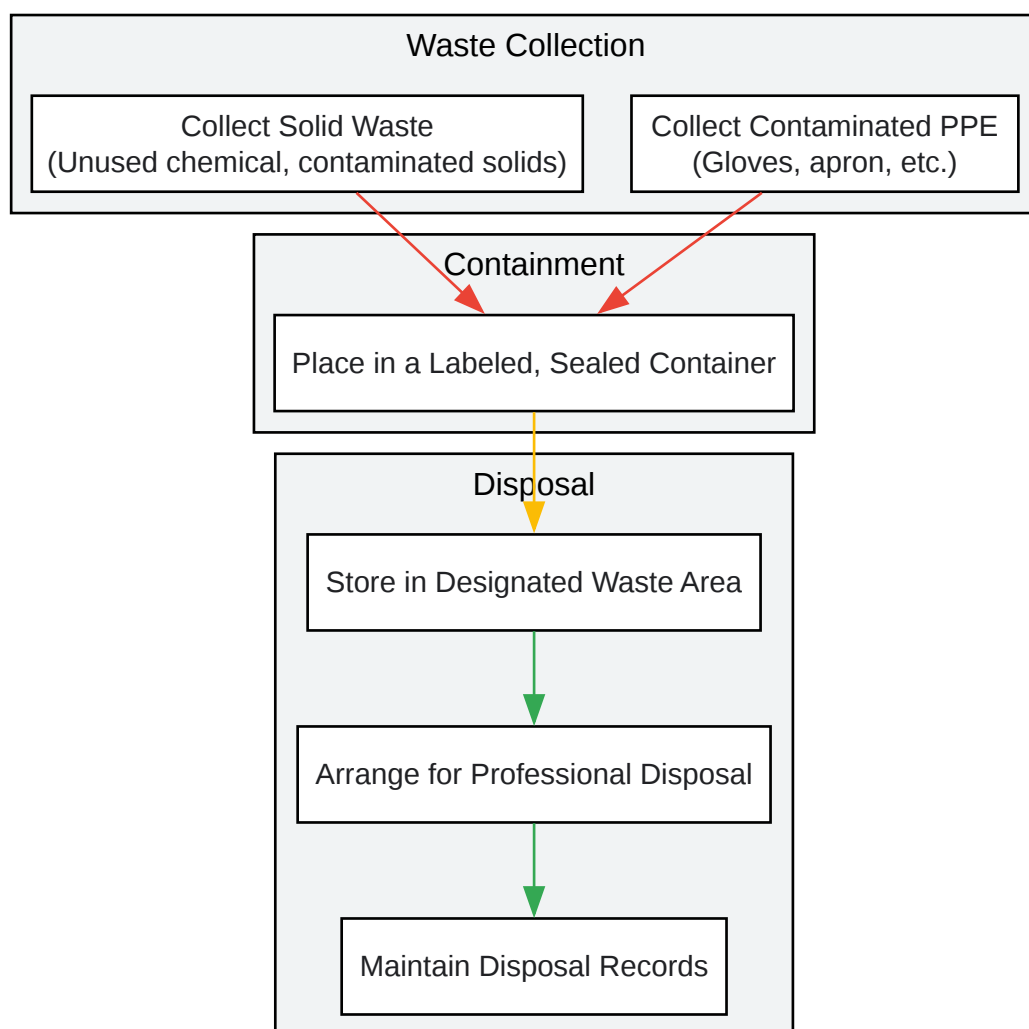 Waste Collection
Collect Solid Waste
(Unused chemical, contaminated solids)
Collect Contaminated PPE
(Gloves, apron, etc.)
Containment
Place in a Labeled, Sealed Container
Disposal
Store in Designated Waste Area
Arrange for Professional Disposal
Maintain Disposal Records